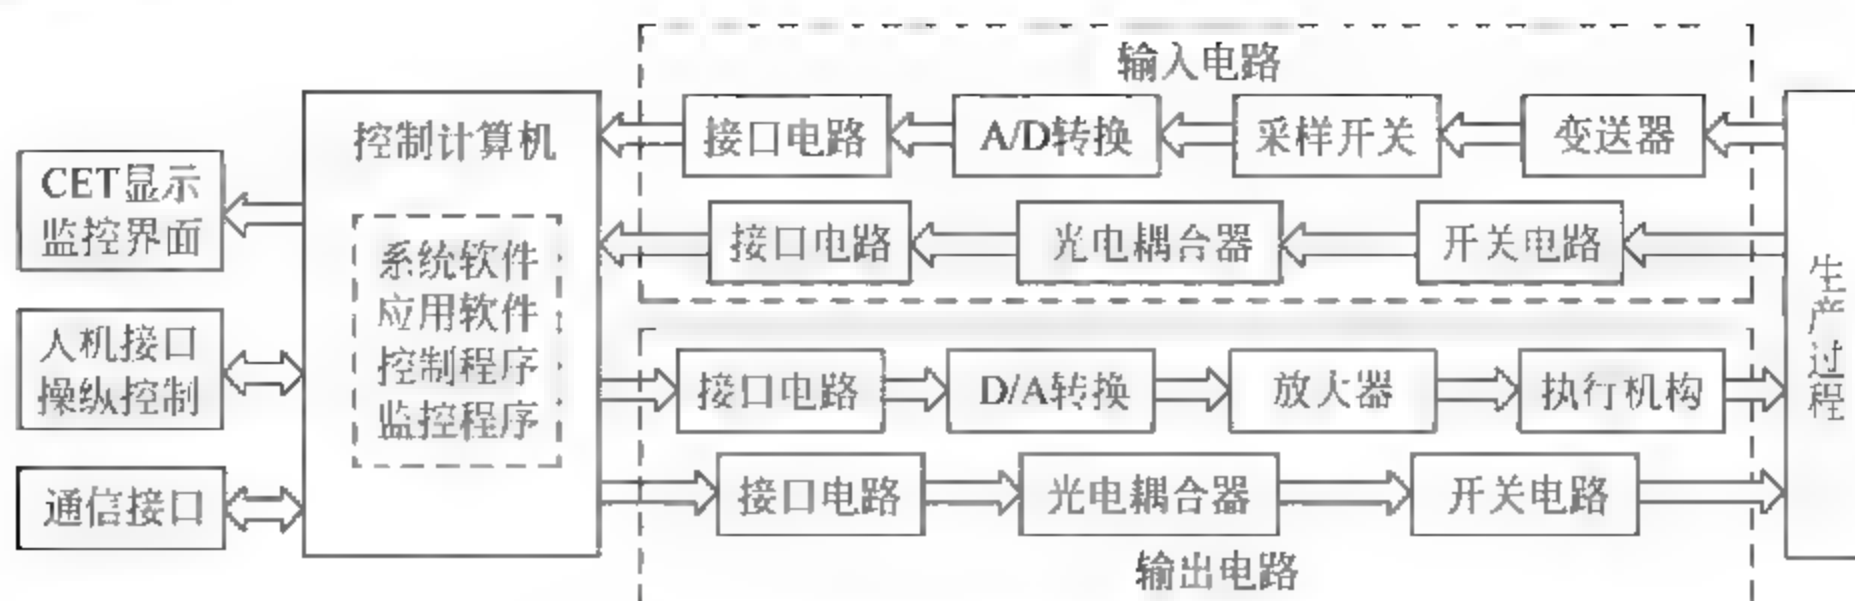 输入电路
控制计算机
接口电路
A/D转换
采样开关
变送器
CET显示
监控界面
接口电路
光电耦合器
开关电路
系统软件
应用软件
控制程序
监控程序
人机接口
操纵控制
接口电路
D/A转换
放大器
执行机构
通信接口
接口电路
光电耦合器
开关电路
输出电路
生
产
过
程